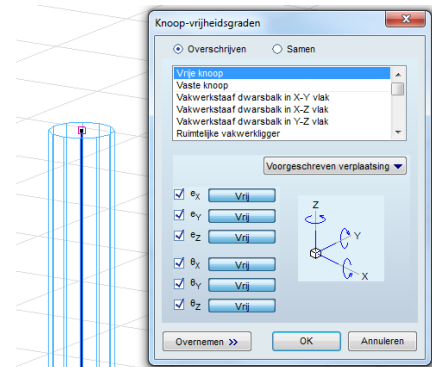 Knoop-vrijheidsgraden
Overschrijven Samen
Vrije knoop
Vaste knoop
Vakwerkstaaf dwarsbalk in X-Y vlak
Vakwerkstaaf dwarsbalk in X-Z vlak
Vakwerkstaaf dwarsbalk in Y-Z vlak
Ruimtelijke vakwerkligger
Voorgeschreven verplaatsing
eX Vrij
eY Vrij
eZ Vrij
θX Vrij
θY Vrij
θZ Vrij
Z
Y
X
Overnemen >> OK Annuleren